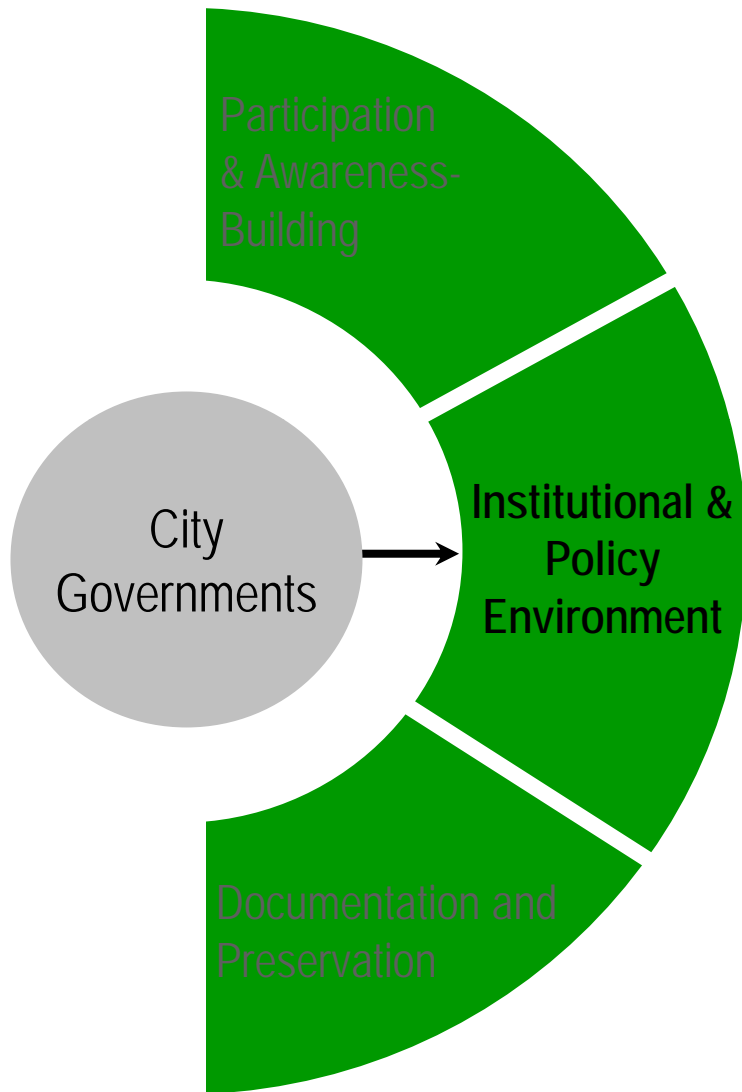 Participation
& Awareness-
Building
City
Governments
Institutional &
Policy
Environment
Documentation and
Preservation